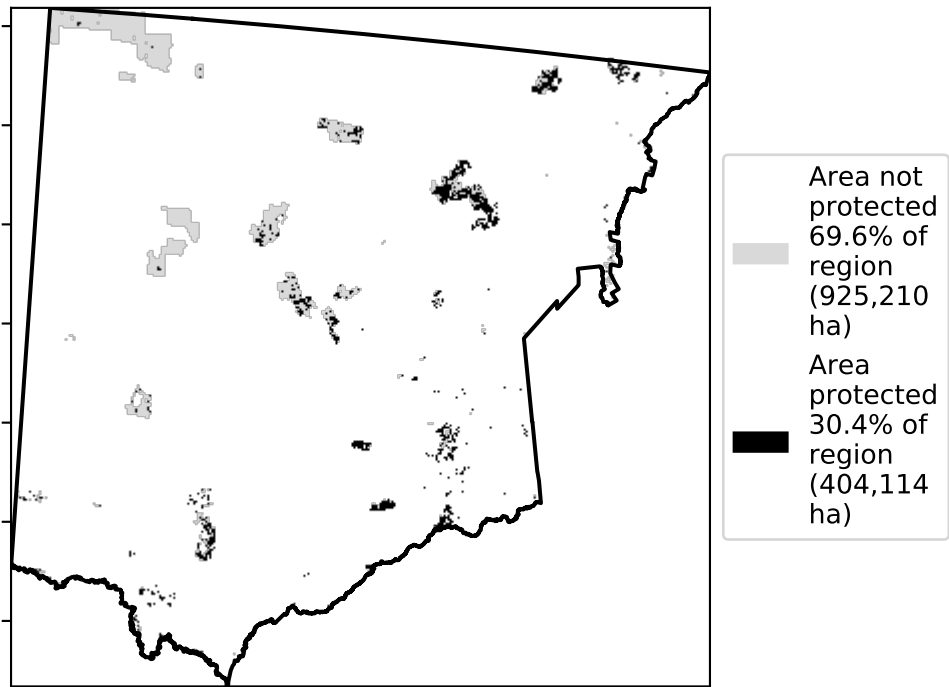 Area not
protected
69.6% of
region
(925,210
ha)
Area
protected
30.4% of
region
(404,114
ha)